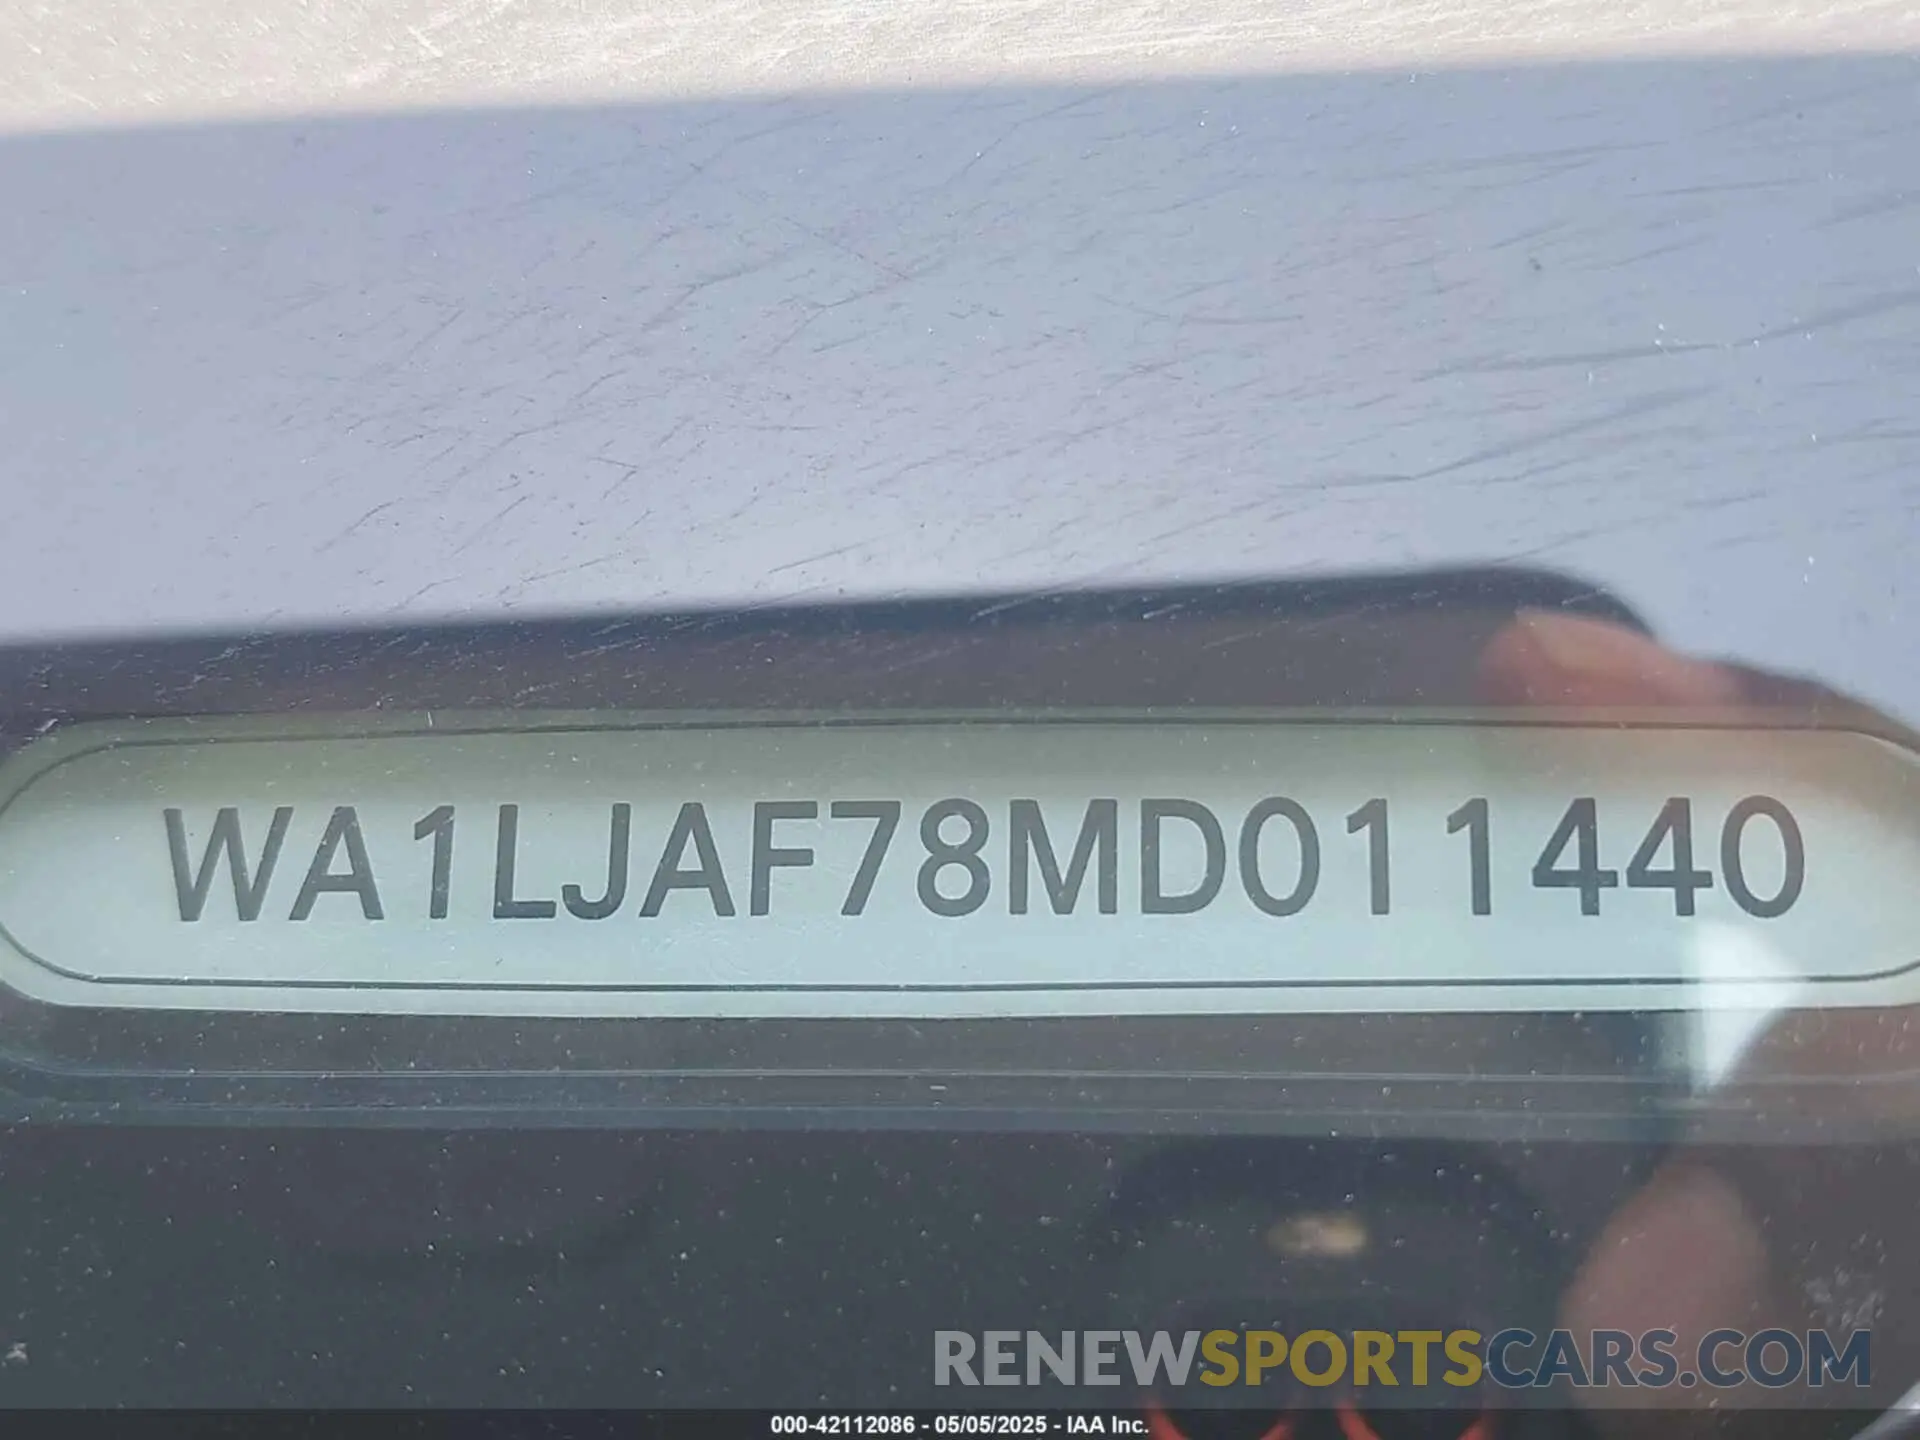 WA1LJAF78MD011440
RENEWSPORTSCARS.COM
000-42112086 - 05/05/2025 - IAA Inc.